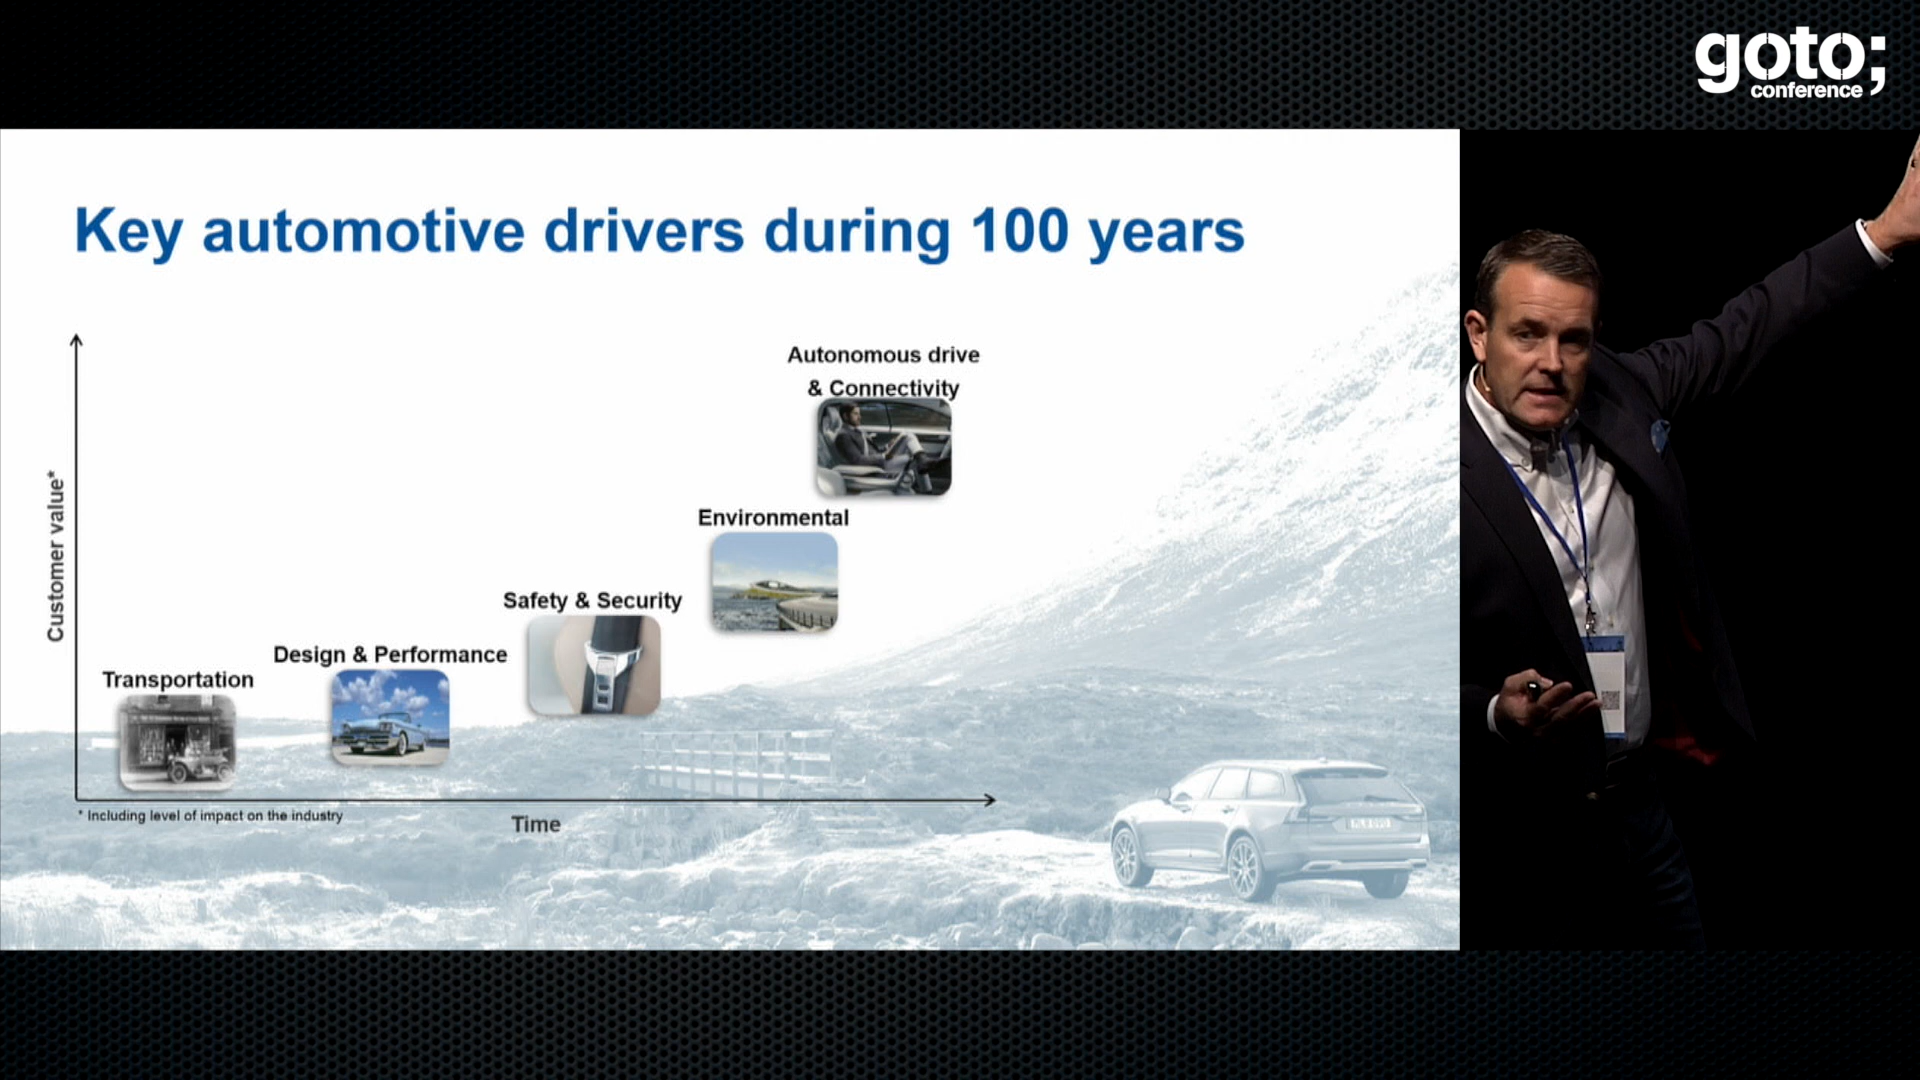 goto;
conference
Key automotive drivers during 100 years
Autonomous drive
& Connectivity
Environmental
Safety & Security
Design & Performance
Transportation
Customer value*
* Including level of impact on the industry
Time